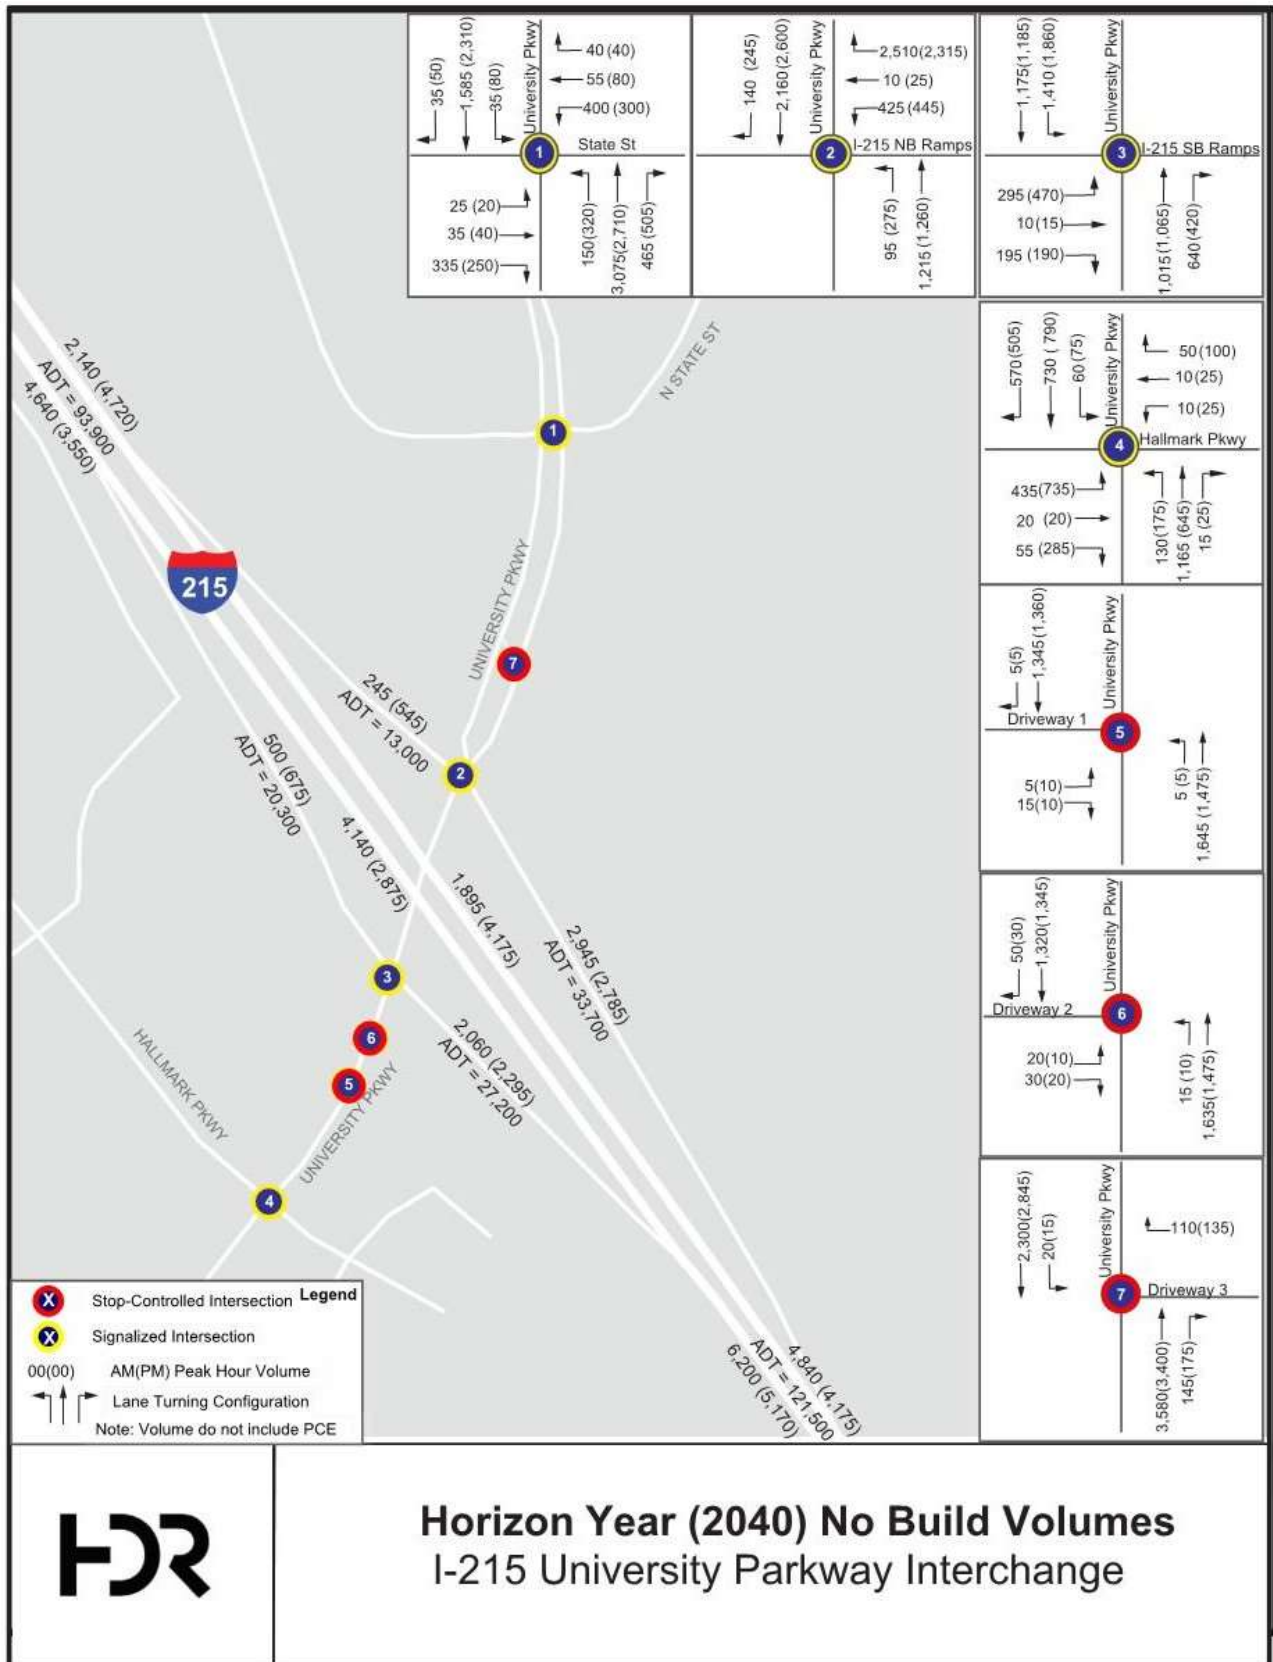 35 (50)
1,585 (2,310)
35 (80)
University Pkwy
40 (40)
55 (80)
400 (300)
1
State St
25 (20)
35 (40)
335 (250)
150(320)
3,075(2,710)
465 (505)
140 (245)
2,160 (2,600)
University Pkwy
2,510(2,315)
10 (25)
425 (445)
2
I-215 NB Ramps
95 (275)
1,215 (1,260)
1,175(1,185)
1,410 (1,860)
University Pkwy
3
I-215 SB Ramps
295 (470)
10(15)
195 (190)
1,015(1,065)
640(420)
570(505)
730 ( 790)
60(75)
University Pkwy
50(100)
10(25)
10(25)
4
Hallmark Pkwy
435(735)
20 (20)
55 (285)
130(175)
1,165 (645)
15 (25)
5(5)
1,345(1,360)
University Pkwy
Driveway 1
5
5(10)
15(10)
5 (5)
1,645 (1,475)
50(30)
1,320(1,345)
University Pkwy
Driveway 2
6
20(10)
30(20)
15 (10)
1,635(1,475)
2,300(2,845)
20(15)
University Pkwy
110(135)
7
Driveway 3
3,580(3,400)
145(175)
2,140 (4,720)
ADT = 93,900
4,640 (3,550)
N STATE ST
1
215
UNIVERSITY PKWY
7
245 (545)
ADT = 13,000
2
500 (675)
ADT = 20,300
4,140 (2,875)
1,895 (4,175)
2,945 (2,785)
ADT = 33,700
3
6
5
2,060 (2,295)
ADT = 27,200
HALLMARK PKWY
UNIVERSITY PKWY
4
4,840 (4,175)
ADT = 121,500
6,200 (5,170)
Legend
X Stop-Controlled Intersection
X Signalized Intersection
00(00) AM(PM) Peak Hour Volume
Lane Turning Configuration
Note: Volume do not include PCE
HDR
Horizon Year (2040) No Build Volumes
I-215 University Parkway Interchange